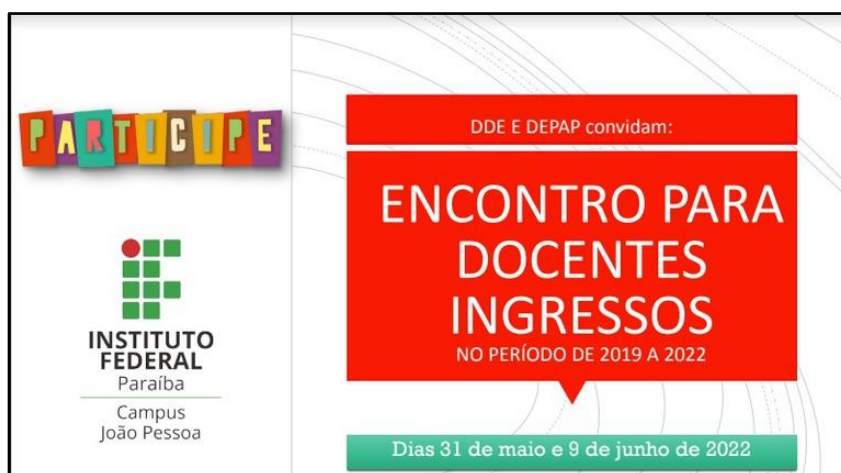 PARTICIPE
INSTITUTO
FEDERAL
Paraíba
Campus
João Pessoa
DDE E DEPAP convidam:
ENCONTRO PARA
DOCENTES
INGRESSOS
NO PERÍODO DE 2019 A 2022
Dias 31 de maio e 9 de junho de 2022